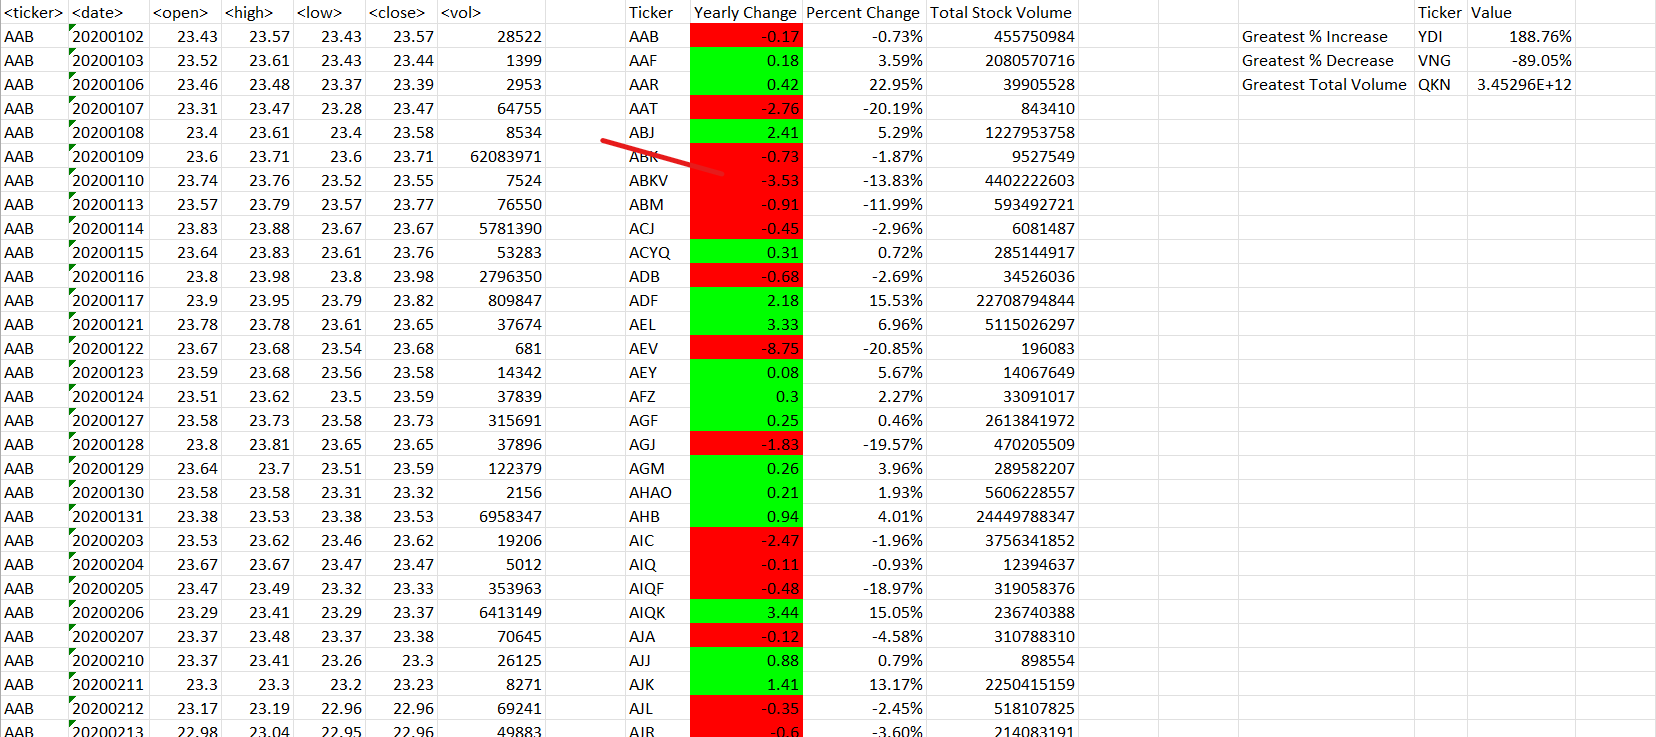 <ticker> <date> <open> <high> <low> <close> <vol> Ticker Yearly Change Percent Change Total Stock Volume Ticker Value
AAB 20200102 23.43 23.57 23.43 23.57 28522 AAB -0.17 -0.73% 455750984 Greatest % Increase YDI 188.76%
AAB 20200103 23.52 23.61 23.43 23.44 1399 AAF 0.18 3.59% 2080570716 Greatest % Decrease VNG -89.05%
AAB 20200106 23.46 23.48 23.37 23.39 2953 AAR 0.42 22.95% 39905528 Greatest Total Volume QKN 3.45296E+12
AAB 20200107 23.31 23.47 23.28 23.47 64755 AAT -2.76 -20.19% 843410
AAB 20200108 23.4 23.61 23.4 23.58 8534 ABJ 2.41 5.29% 1227953758
AAB 20200109 23.6 23.71 23.6 23.71 62083971 ABK -0.73 -1.87% 9527549
AAB 20200110 23.74 23.76 23.52 23.55 7524 ABKV -3.53 -13.83% 4402222603
AAB 20200113 23.57 23.79 23.57 23.77 76550 ABM -0.91 -11.99% 593492721
AAB 20200114 23.83 23.88 23.67 23.67 5781390 ACJ -0.45 -2.96% 6081487
AAB 20200115 23.64 23.83 23.61 23.76 53283 ACYQ 0.31 0.72% 285144917
AAB 20200116 23.8 23.98 23.8 23.98 2796350 ADB -0.68 -2.69% 34526036
AAB 20200117 23.9 23.95 23.79 23.82 809847 ADF 2.18 15.53% 22708794844
AAB 20200121 23.78 23.78 23.61 23.65 37674 AEL 3.33 6.96% 5115026297
AAB 20200122 23.67 23.68 23.54 23.68 681 AEV -8.75 -20.85% 196083
AAB 20200123 23.59 23.68 23.56 23.58 14342 AEY 0.08 5.67% 14067649
AAB 20200124 23.51 23.62 23.5 23.59 37839 AFZ 0.3 2.27% 33091017
AAB 20200127 23.58 23.73 23.58 23.73 315691 AGF 0.25 0.46% 2613841972
AAB 20200128 23.8 23.81 23.65 23.65 37896 AGJ -1.83 -19.57% 470205509
AAB 20200129 23.64 23.7 23.51 23.59 122379 AGM 0.26 3.96% 289582207
AAB 20200130 23.58 23.58 23.31 23.32 2156 AHAO 0.21 1.93% 5606228557
AAB 20200131 23.38 23.53 23.38 23.53 6958347 AHB 0.94 4.01% 24449788347
AAB 20200203 23.53 23.62 23.46 23.62 19206 AIC -2.47 -1.96% 3756341852
AAB 20200204 23.67 23.67 23.47 23.47 5012 AIQ -0.11 -0.93% 12394637
AAB 20200205 23.47 23.49 23.32 23.33 353963 AIQF -0.48 -18.97% 319058376
AAB 20200206 23.29 23.41 23.29 23.37 6413149 AIQK 3.44 15.05% 236740388
AAB 20200207 23.37 23.48 23.37 23.38 70645 AJA -0.12 -4.58% 310788310
AAB 20200210 23.37 23.41 23.26 23.3 26125 AJJ 0.88 0.79% 898554
AAB 20200211 23.3 23.3 23.2 23.23 8271 AJK 1.41 13.17% 2250415159
AAB 20200212 23.17 23.19 22.96 22.96 69241 AJL -0.35 -2.45% 518107825
AAB 20200213 22.98 23.04 22.95 22.96 49883 AJR -0.6 -3.60% 214083191